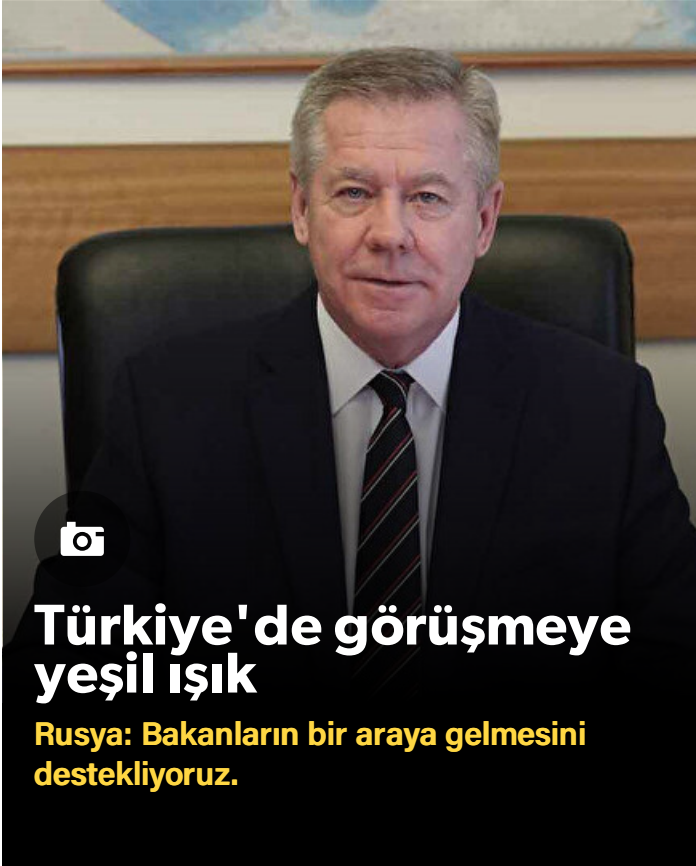 Türkiye'de görüşmeye
yeşil ışık
Rusya: Bakanların bir araya gelmesini
destekliyoruz.